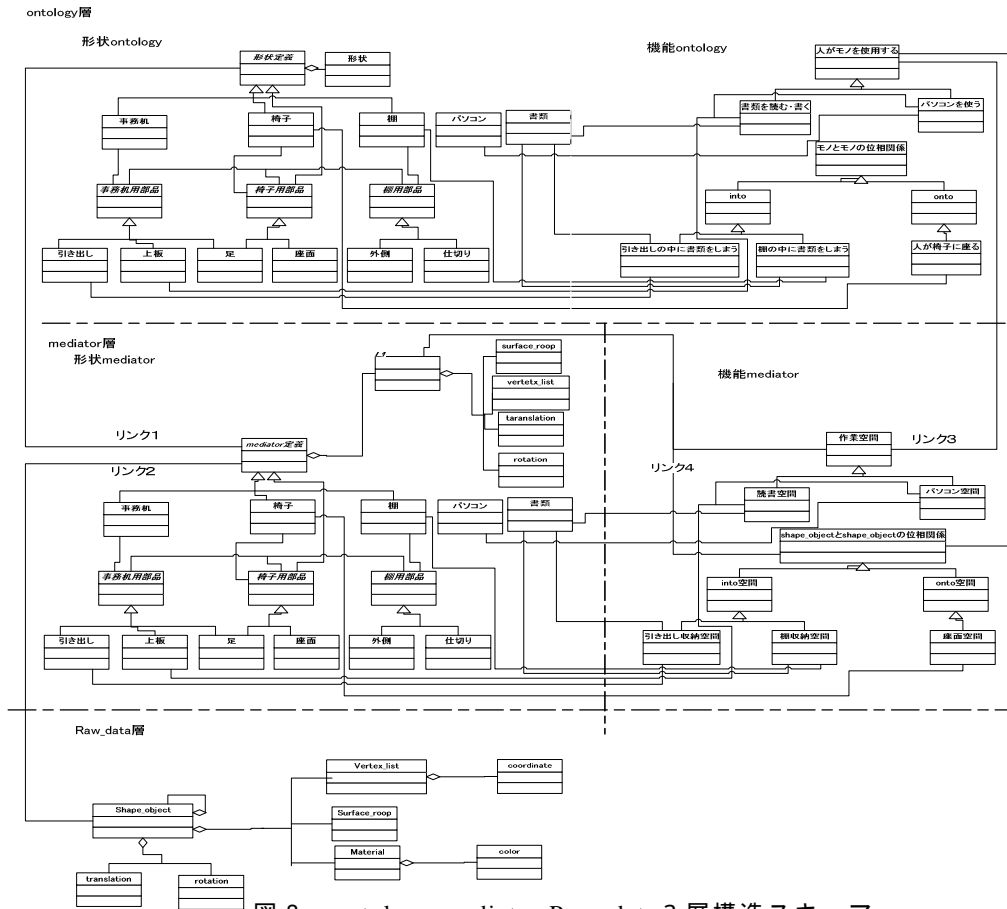 ontology層
形状ontology
機能ontology
形状定義
形状
人がモノを使用する
事務机
椅子
棚
パソコン
書類
書類を読む・書く
パソコンを使う
モノとモノの位相関係
事務机用部品
椅子用部品
棚用部品
into
onto
引き出し
上板
足
座面
外側
仕切り
引き出しの中に書類をしまう
棚の中に書類をしまう
人が椅子に座る
mediator層
形状mediator
機能mediator
surface_roop
vertetx_list
taranslation
rotation
リンク1
mediator定義
作業空間
リンク3
リンク2
リンク4
事務机
椅子
棚
パソコン
書類
読書空間
パソコン空間
shape_objectとshape_objectの位相関係
事務机用部品
椅子用部品
棚用部品
into空間
onto空間
引き出し
上板
足
座面
外側
仕切り
引き出し収納空間
棚収納空間
座面空間
Raw_data層
Vertex_list
coordinate
Shape_object
Surface_roop
Material
color
translation
rotation